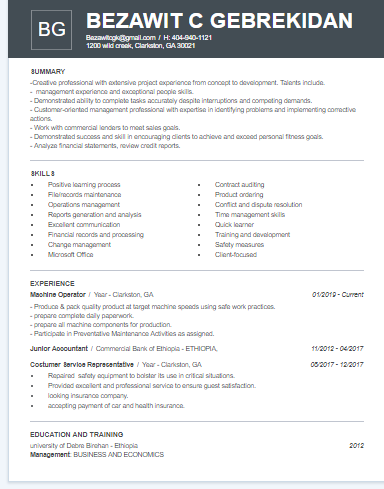 BG
BEZAWIT C GEBREKIDAN
Bezawitcgk@gmail.com / H: 404-940-1121
1200 wild creek, Clarkston, GA 30021
SUMMARY
-Creative professional with extensive project experience from concept to development. Talents include.
- management experience and exceptional people skills.
- Demonstrated ability to complete tasks accurately despite interruptions and competing demands.
- Customer-oriented management professional with expertise in identifying problems and implementing corrective
actions.
- Work with commercial lenders to meet sales goals.
- Demonstrated success and skill in encouraging clients to achieve and exceed personal fitness goals.
- Analyze financial statements, review credit reports.
SKILLS
• Positive learning process
• File/records maintenance
• Operations management
• Reports generation and analysis
• Excellent communication
• Financial records and processing
• Change management
• Microsoft Office
• Contract auditing
• Product ordering
• Conflict and dispute resolution
• Time management skills
• Quick learner
• Training and development
• Safety measures
• Client-focused
EXPERIENCE
Machine Operator / Year - Clarkston, GA 01/2019 - Current
- Produce & pack quality product at target machine speeds using safe work practices.
- prepare complete daily paperwork.
- prepare all machine components for production.
- Participate in Preventative Maintenance Activities as assigned.
Junior Accountant / Commercial Bank of Ethiopia - ETHIOPIA, 11/2012 - 04/2017
Costumer Service Representative / Year - Clarkston, GA 05/2017 - 12/2017
• Repaired safety equipment to bolster its use in critical situations.
• Provided excellent and professional service to ensure guest satisfaction.
• looking insurance company.
• accepting payment of car and health insurance.
EDUCATION AND TRAINING
university of Debre Birehan - Ethiopia 2012
Management: BUSINESS AND ECONOMICS